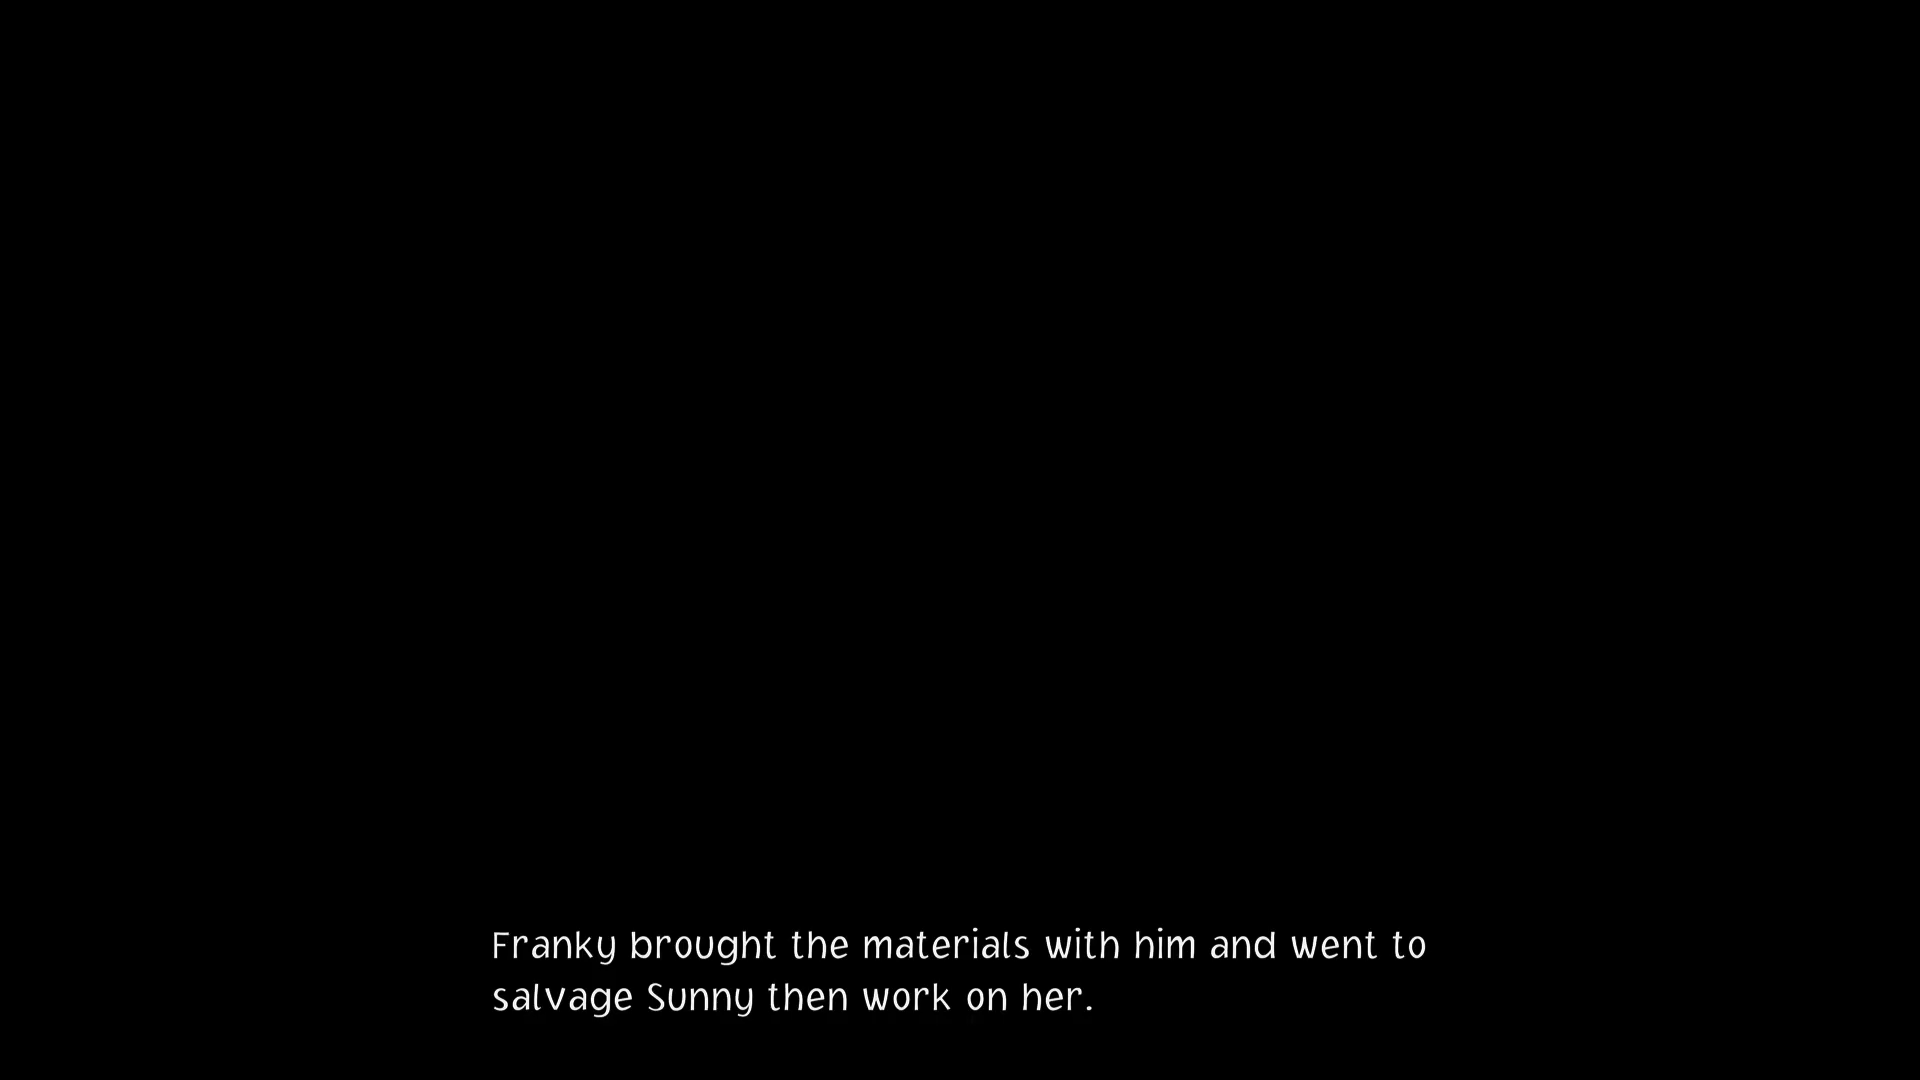 Franky brought the materials with him and went to
salvage Sunny then work on her.